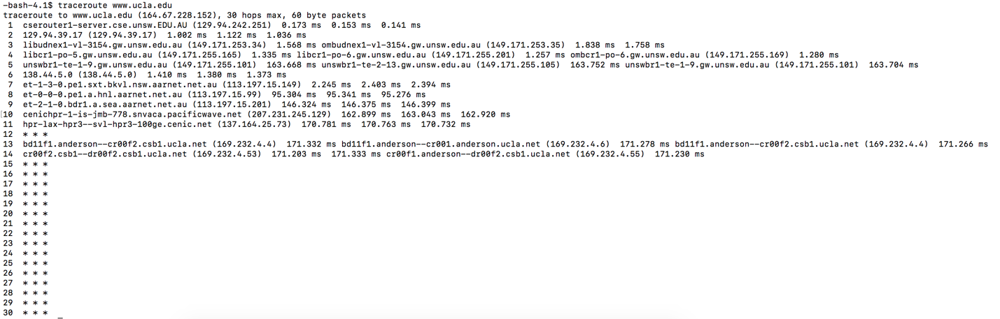 -bash-4.1$ traceroute www.ucla.edu
traceroute to www.ucla.edu (164.67.228.152), 30 hops max, 60 byte packets
 1  cserouter1-server.cse.unsw.EDU.AU (129.94.242.251)  0.173 ms  0.153 ms  0.141 ms
 2  129.94.39.17 (129.94.39.17)  1.002 ms  1.122 ms  1.036 ms
 3  libudnex1-vl-3154.gw.unsw.edu.au (149.171.253.34)  1.568 ms ombudnex1-vl-3154.gw.unsw.edu.au (149.171.253.35)  1.838 ms  1.758 ms
 4  libcr1-po-5.gw.unsw.edu.au (149.171.255.165)  1.335 ms libcr1-po-6.gw.unsw.edu.au (149.171.255.201)  1.257 ms ombcr1-po-6.gw.unsw.edu.au (149.171.255.169)  1.280 ms
 5  unswbr1-te-1-9.gw.unsw.edu.au (149.171.255.101)  163.668 ms unswbr1-te-2-13.gw.unsw.edu.au (149.171.255.105)  163.752 ms unswbr1-te-1-9.gw.unsw.edu.au (149.171.255.101)  163.704 ms
 6  138.44.5.0 (138.44.5.0)  1.410 ms  1.380 ms  1.373 ms
 7  et-1-3-0.pe1.sxt.bkvl.nsw.aarnet.net.au (113.197.15.149)  2.245 ms  2.403 ms  2.394 ms
 8  et-0-0-0.pe1.a.hnl.aarnet.net.au (113.197.15.99)  95.304 ms  95.341 ms  95.276 ms
 9  et-2-1-0.bdr1.a.sea.aarnet.net.au (113.197.15.201)  146.324 ms  146.375 ms  146.399 ms
10  cenichpr-1-is-jmb-778.snvaca.pacificwave.net (207.231.245.129)  162.899 ms  163.043 ms  162.920 ms
11  hpr-lax-hpr3--svl-hpr3-100ge.cenic.net (137.164.25.73)  170.781 ms  170.763 ms  170.732 ms
12  * * *
13  bd11f1.anderson--cr00f2.csb1.ucla.net (169.232.4.4)  171.332 ms bd11f1.anderson--cr001.anderson.ucla.net (169.232.4.6)  171.278 ms bd11f1.anderson--cr00f2.csb1.ucla.net (169.232.4.4)  171.266 ms
14  cr00f2.csb1--dr00f2.csb1.ucla.net (169.232.4.53)  171.203 ms  171.333 ms cr00f1.anderson--dr00f2.csb1.ucla.net (169.232.4.55)  171.230 ms
15  * * *
16  * * *
17  * * *
18  * * *
19  * * *
20  * * *
21  * * *
22  * * *
23  * * *
24  * * *
25  * * *
26  * * *
27  * * *
28  * * *
29  * * *
30  * * *